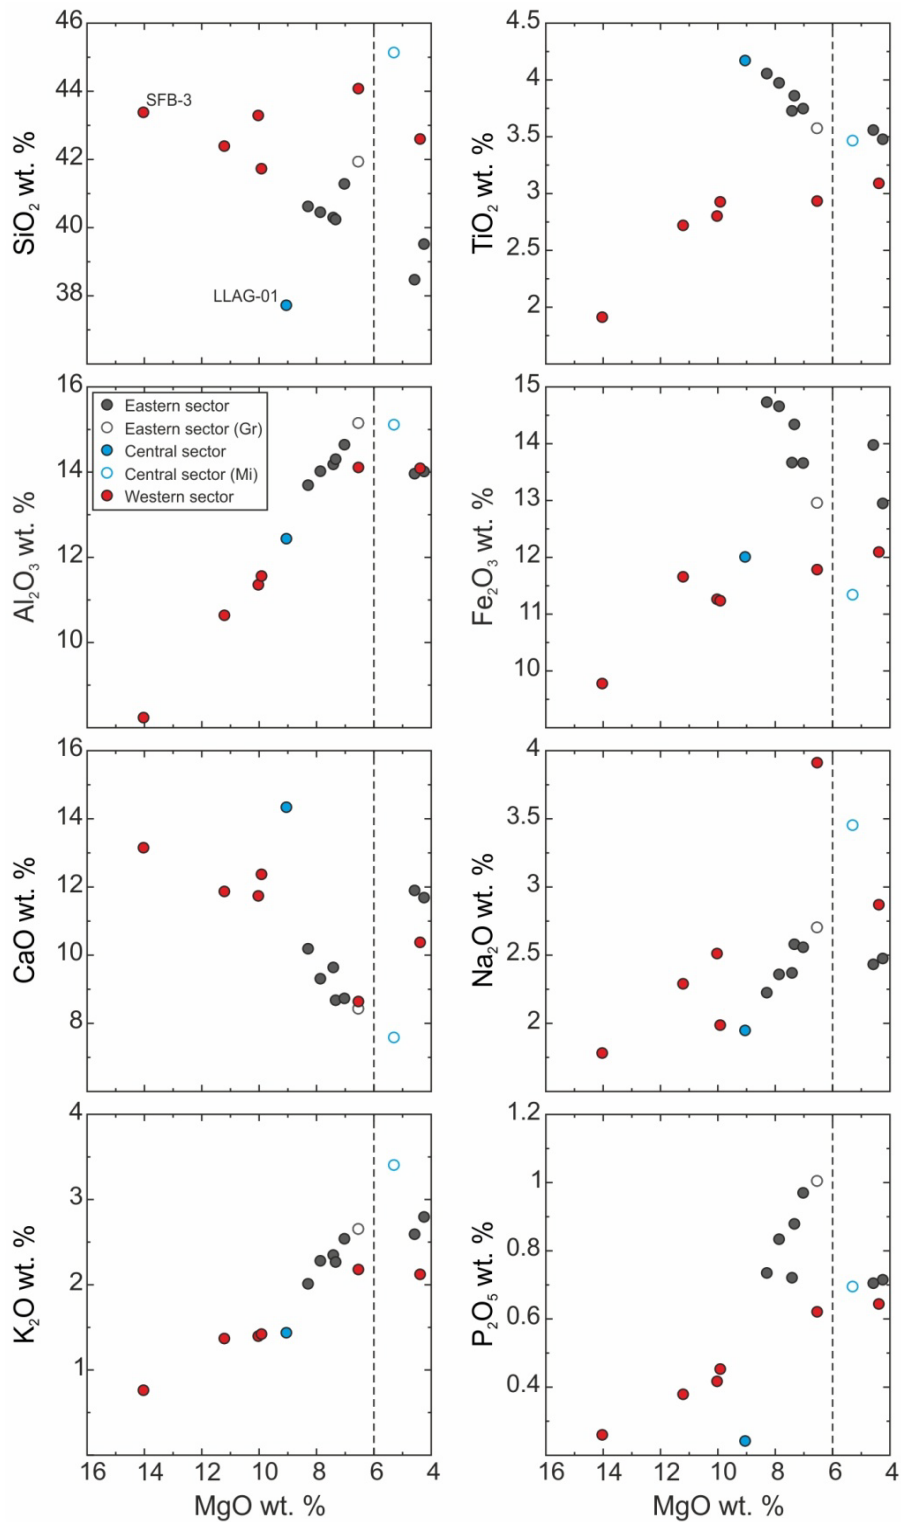 SiO₂ wt. %
46
44
42
40
38
SFB-3
LLAG-01
TiO₂ wt. %
4.5
4
3.5
3
2.5
2
Al₂O₃ wt. %
16
14
12
10
Eastern sector
Eastern sector (Gr)
Central sector
Central sector (Mi)
Western sector
Fe₂O₃ wt. %
15
14
13
12
11
10
CaO wt. %
16
14
12
10
8
Na₂O wt. %
4
3.5
3
2.5
2
K₂O wt. %
4
3
2
1
16 14 12 10 8 6 4
MgO wt. %
P₂O₅ wt. %
1.2
1
0.8
0.6
0.4
16 14 12 10 8 6 4
MgO wt. %